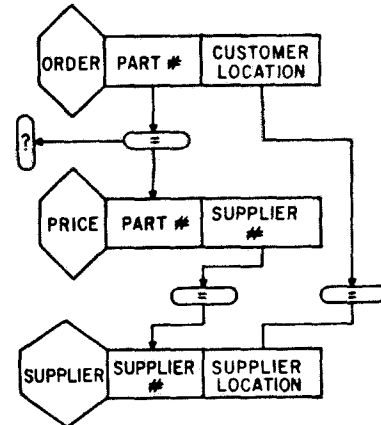 ORDER PART # CUSTOMER LOCATION
?
=
PRICE PART # SUPPLIER #
=
=
SUPPLIER SUPPLIER # SUPPLIER LOCATION